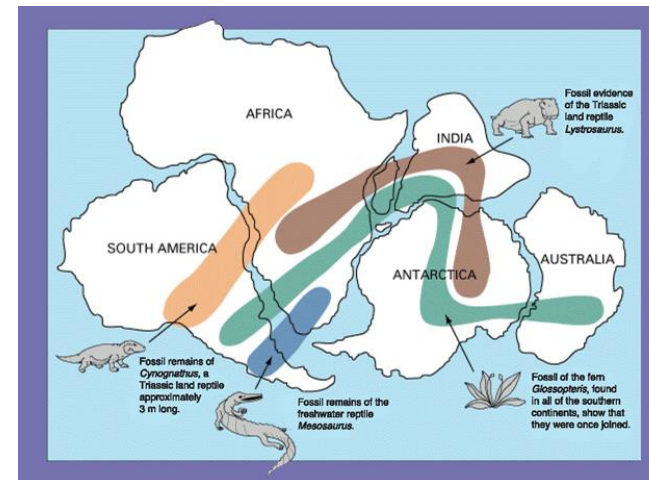 AFRICA
Fossil evidence
of the Triassic
land reptile
Lystrosaurus.
INDIA
SOUTH AMERICA
ANTARCTICA
AUSTRALIA
Fossil remains of
Cynognathus, a
Triassic land reptile
approximately
3 m long.
Fossil remains of the
freshwater reptile
Mesosaurus.
Fossil of the fern
Glossopteris, found
in all of the southern
continents, show that
they were once joined.